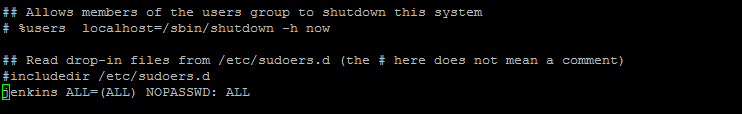 ## Allows members of the users group to shutdown this system
# %users  localhost=/sbin/shutdown -h now
## Read drop-in files from /etc/sudoers.d (the # here does not mean a comment)
#includedir /etc/sudoers.d
jenkins ALL=(ALL) NOPASSWD: ALL